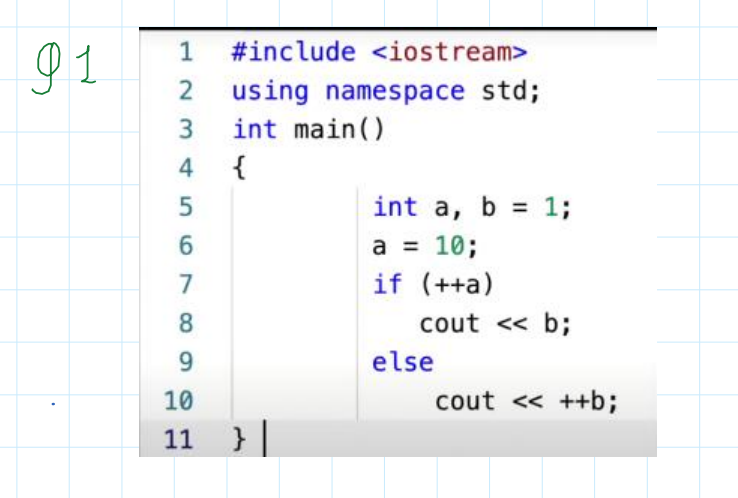 Q1
1 #include <iostream>
2 using namespace std;
3 int main()
4 {
5 int a, b = 1;
6 a = 10;
7 if (++a)
8 cout << b;
9 else
10 cout << ++b;
11 }